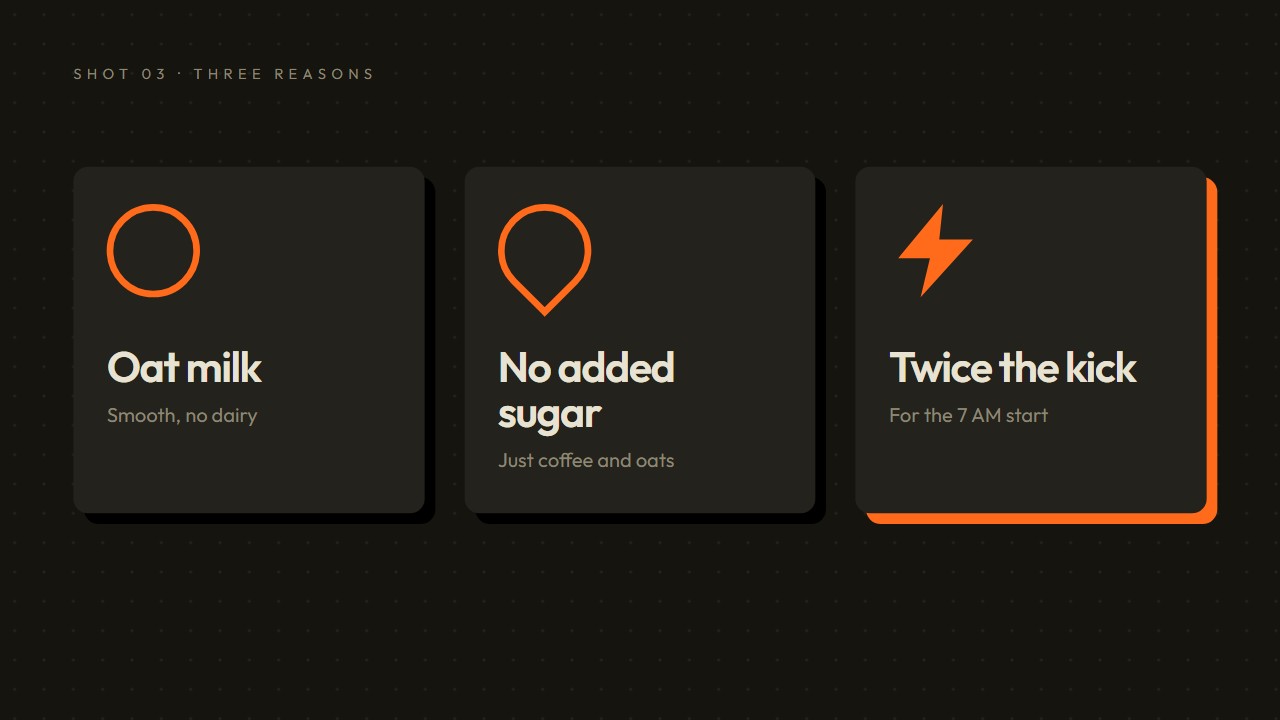 SHOT 03 · THREE REASONS
Oat milk
Smooth, no dairy
No added
sugar
Just coffee and oats
Twice the kick
For the 7 AM start